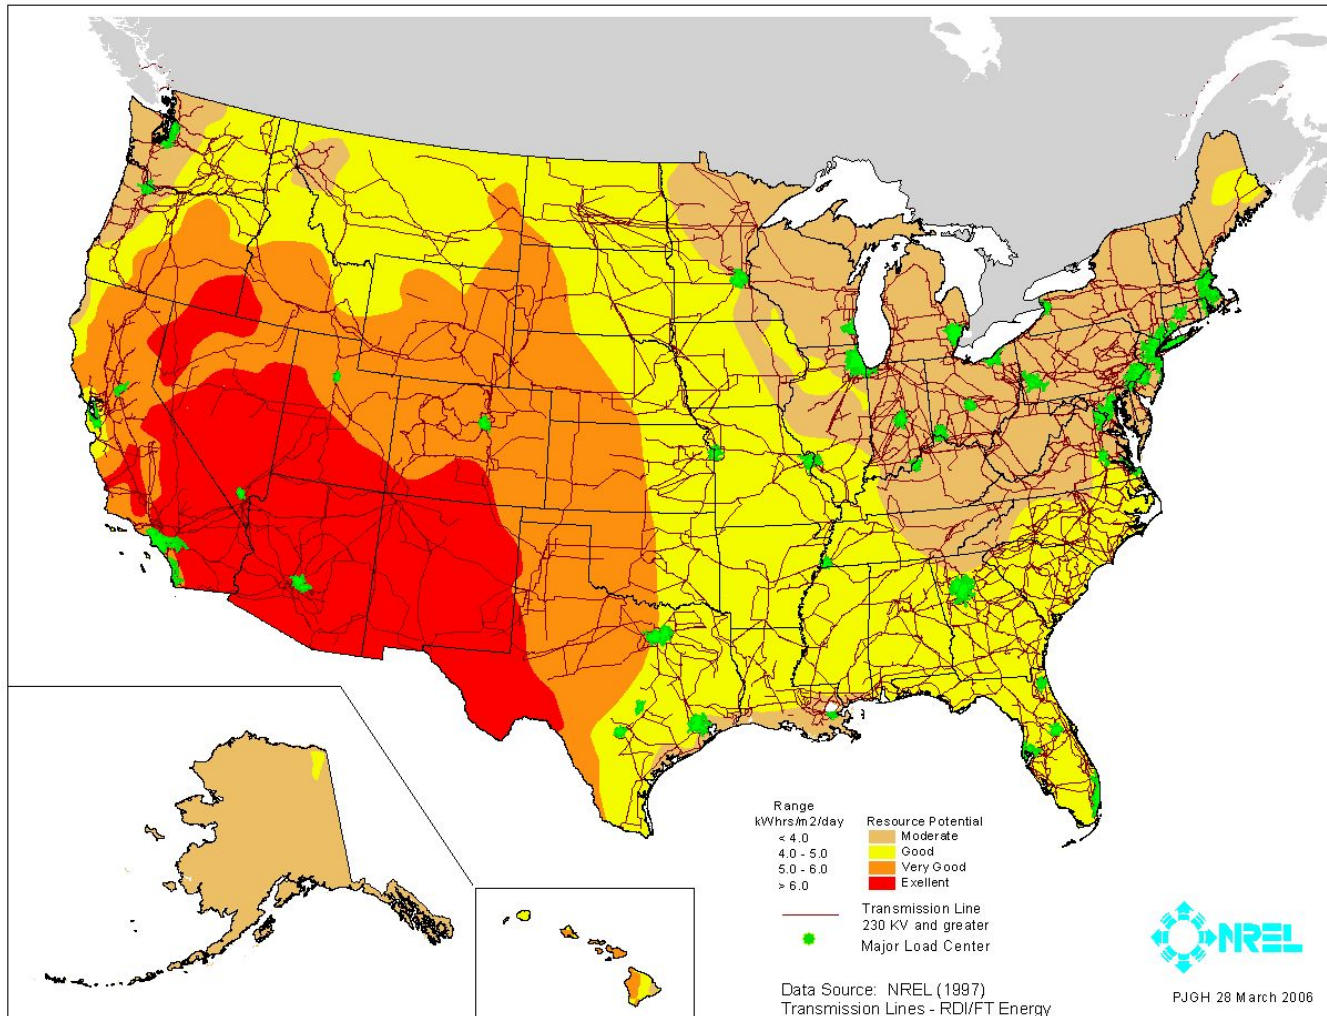 Range
kWhrs/m2/day
Resource Potential
< 4.0 Moderate
4.0 - 5.0 Good
5.0 - 6.0 Very Good
> 6.0 Exellent
Transmission Line
230 KV and greater
Major Load Center
NREL
Data Source: NREL (1997)
Transmission Lines - RDI/FT Energy
PJGH 28 March 2006